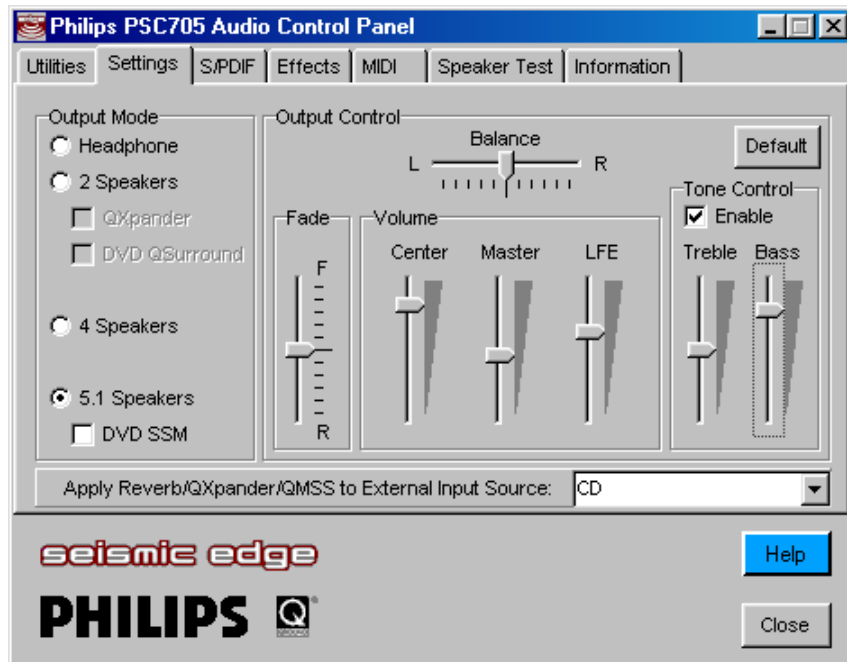 Philips PSC705 Audio Control Panel
Utilities Settings S/PDIF Effects MIDI Speaker Test Information
Output Mode
Headphone
2 Speakers
QXpander
DVD QSurround
4 Speakers
5.1 Speakers
DVD SSM
Output Control
Balance
L R
Default
Fade
F
R
Volume
Center Master LFE
Tone Control
Enable
Treble Bass
Apply Reverb/QXpander/QMSS to External Input Source: CD
seismic edge
Help
PHILIPS Q
Close